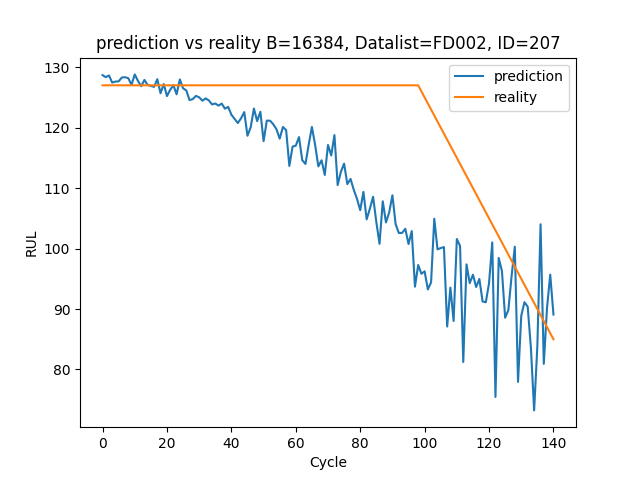 prediction vs reality B=16384, Datalist=FD002, ID=207
prediction
reality
130
120
110
100
90
80
RUL
0 20 40 60 80 100 120 140
Cycle